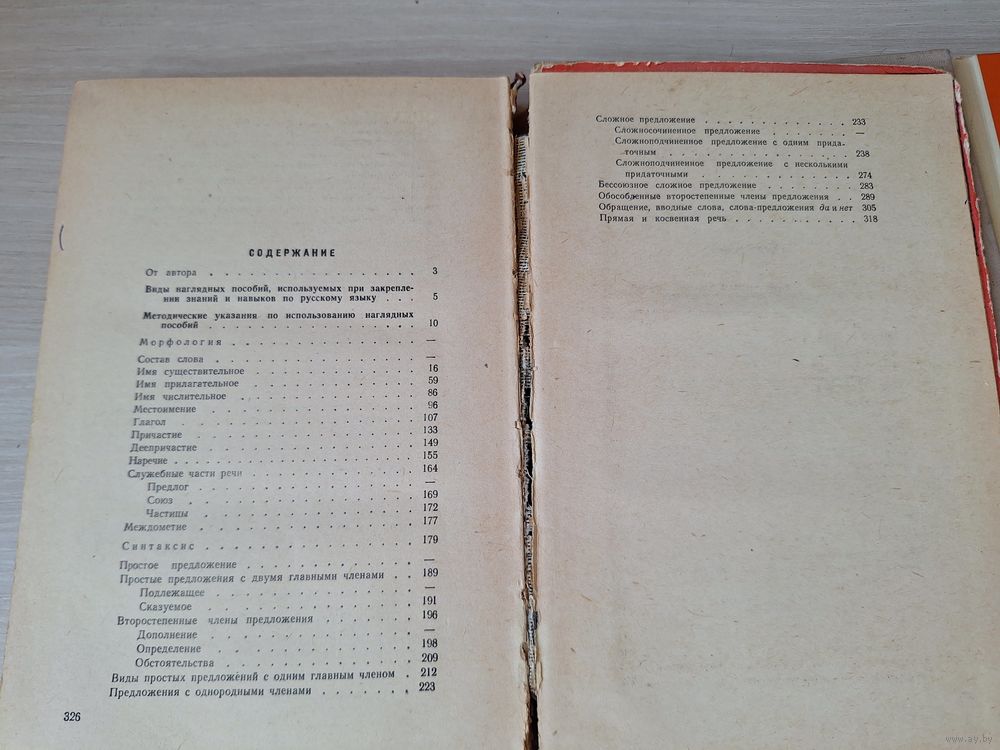 СОДЕРЖАНИЕ
От автора . . . . . . . . . . . . . . . . 3
Виды наглядных пособий, используемых при закрепле-
нии знаний и навыков по русскому языку . . . 5
Методические указания по использованию наглядных
пособий . . . . . . . . . . . . . . . . 10
Морфология . . . . . . . . . . . . . . —
Состав слова . . . . . . . . . . . . . . —
Имя существительное . . . . . . . . . . . 16
Имя прилагательное . . . . . . . . . . . 59
Имя числительное . . . . . . . . . . . . 86
Местоимение . . . . . . . . . . . . . . 96
Глагол . . . . . . . . . . . . . . . . 107
Причастие . . . . . . . . . . . . . . . 133
Деепричастие . . . . . . . . . . . . . . 149
Наречие . . . . . . . . . . . . . . . . 155
Служебные части речи . . . . . . . . . . 164
Предлог . . . . . . . . . . . . . . . —
Союз . . . . . . . . . . . . . . . . 169
Частицы . . . . . . . . . . . . . . . 172
Междометие . . . . . . . . . . . . . . 177
Синтаксис . . . . . . . . . . . . . . . 179
Простое предложение . . . . . . . . . . . —
Простые предложения с двумя главными членами . . 189
Подлежащее . . . . . . . . . . . . . —
Сказуемое . . . . . . . . . . . . . . 191
Второстепенные члены предложения . . . . . . 196
Дополнение . . . . . . . . . . . . . —
Определение . . . . . . . . . . . . . 198
Обстоятельства . . . . . . . . . . . . 209
Виды простых предложений с одним главным членом . 212
Предложения с однородными членами . . . . . . 223
326
Сложное предложение . . . . . . . . . . . . 233
Сложносочиненное предложение . . . . . . . —
Сложноподчиненное предложение с одним прида-
точным . . . . . . . . . . . . . . 238
Сложноподчиненное предложение с несколькими
придаточными . . . . . . . . . . . . 274
Бессоюзное сложное предложение . . . . . . . 283
Обособленные второстепенные члены предложения . . 289
Обращение, вводные слова, слова-предложения да и нет 305
Прямая и косвенная речь . . . . . . . . . . 318
www.ay.by